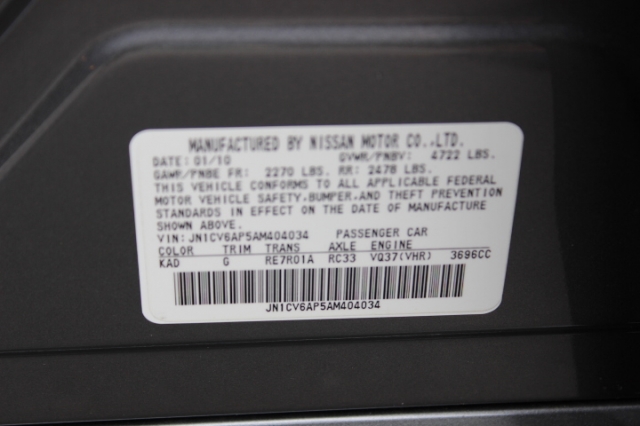 MANUFACTURED BY NISSAN MOTOR CO.,LTD.
DATE: 01/10 GVWR/PNBV: 4722 LBS.
GAWR/PNBE FR: 2270 LBS. RR: 2478 LBS.
THIS VEHICLE CONFORMS TO ALL APPLICABLE FEDERAL
MOTOR VEHICLE SAFETY,BUMPER,AND THEFT PREVENTION
STANDARDS IN EFFECT ON THE DATE OF MANUFACTURE
SHOWN ABOVE.
VIN: JN1CV6AP5AM404034 PASSENGER CAR
COLOR TRIM TRANS AXLE ENGINE
KAD G RE7R01A RC33 VQ37(VHR) 3696CC
JN1CV6AP5AM404034